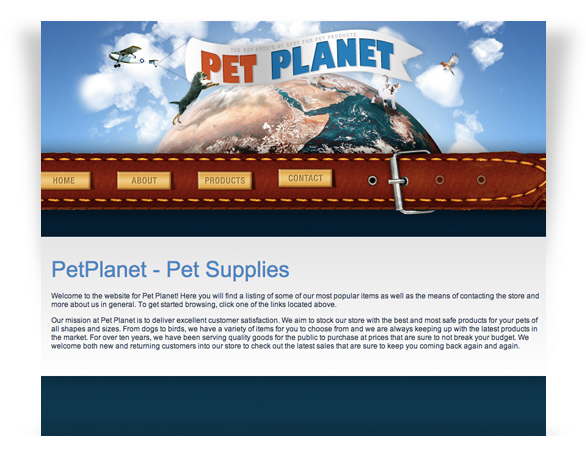 THE BAY AREA'S #1 SPOT FOR PET PRODUCTS
PET PLANET
HOME ABOUT PRODUCTS CONTACT
PetPlanet - Pet Supplies
Welcome to the website for Pet Planet! Here you will find a listing of some of our most popular items as well as the means of contacting the store and
more about us in general. To get started browsing, click one of the links located above.
Our mission at Pet Planet is to deliver excellent customer satisfaction. We aim to stock our store with the best and most safe products for your pets of
all shapes and sizes. From dogs to birds, we have a variety of items for you to choose from and we are always keeping up with the latest products in
the market. For over ten years, we have been serving quality goods for the public to purchase at prices that are sure to not break your budget. We
welcome both new and returning customers into our store to check out the latest sales that are sure to keep you coming back again and again.